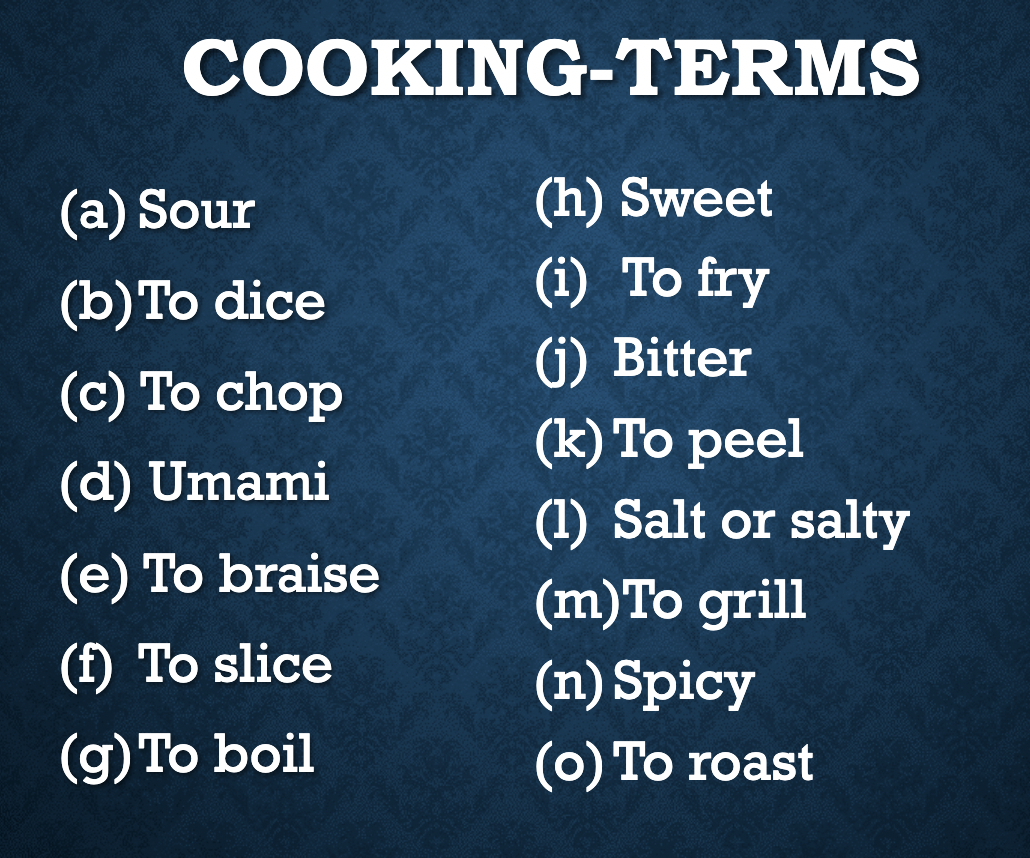 COOKING-TERMS
(a) Sour
(b) To dice
(c) To chop
(d) Umami
(e) To braise
(f) To slice
(g) To boil
(h) Sweet
(i) To fry
(j) Bitter
(k) To peel
(l) Salt or salty
(m)To grill
(n) Spicy
(o) To roast